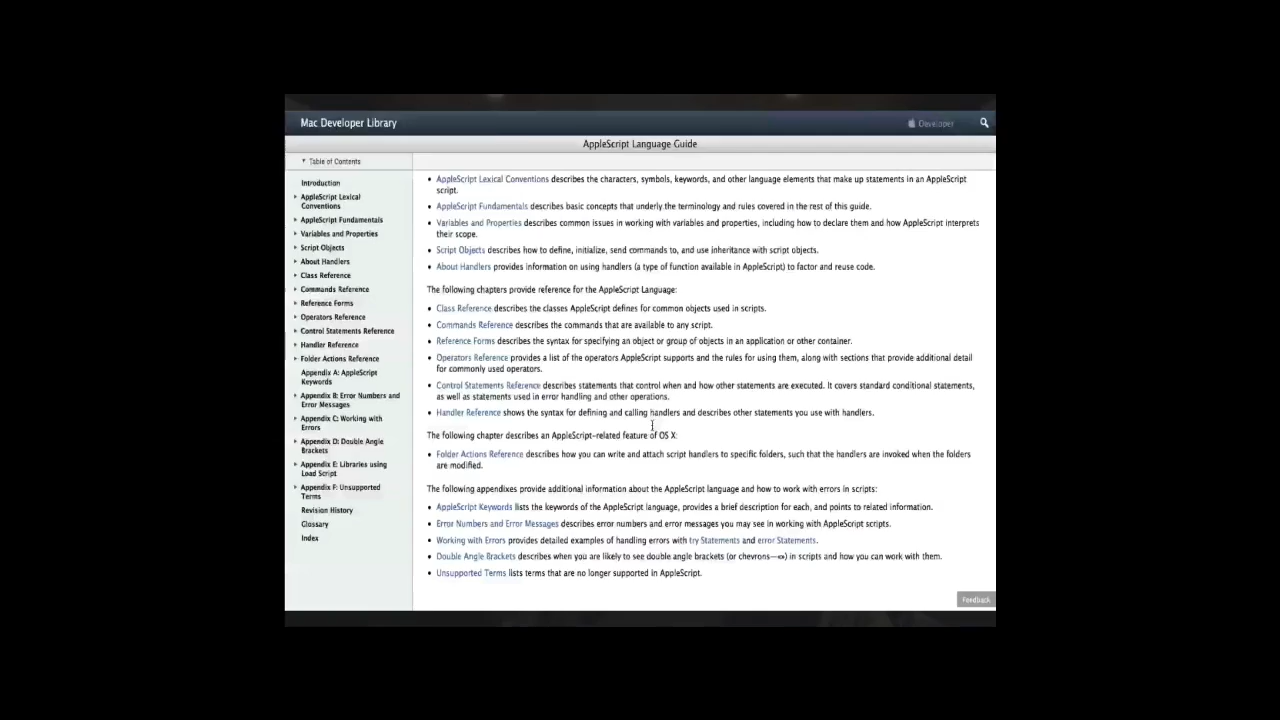 Mac Developer Library
Developer
AppleScript Language Guide
Table of Contents
Introduction
AppleScript Lexical
Conventions
AppleScript Fundamentals
Variables and Properties
Script Objects
About Handlers
Class Reference
Commands Reference
Reference Forms
Operators Reference
Control Statements Reference
Handler Reference
Folder Actions Reference
Appendix A: AppleScript
Keywords
Appendix B: Error Numbers and
Error Messages
Appendix C: Working with
Errors
Appendix D: Double Angle
Brackets
Appendix E: Libraries using
Load Script
Appendix F: Unsupported
Terms
Revision History
Glossary
Index
• AppleScript Lexical Conventions describes the characters, symbols, keywords, and other language elements that make up statements in an AppleScript
script.
• AppleScript Fundamentals describes basic concepts that underly the terminology and rules covered in the rest of this guide.
• Variables and Properties describes common issues in working with variables and properties, including how to declare them and how AppleScript interprets
their scope.
• Script Objects describes how to define, initialize, send commands to, and use inheritance with script objects.
• About Handlers provides information on using handlers (a type of function available in AppleScript) to factor and reuse code.
The following chapters provide reference for the AppleScript Language:
• Class Reference describes the classes AppleScript defines for common objects used in scripts.
• Commands Reference describes the commands that are available to any script.
• Reference Forms describes the syntax for specifying an object or group of objects in an application or other container.
• Operators Reference provides a list of the operators AppleScript supports and the rules for using them, along with sections that provide additional detail
for commonly used operators.
• Control Statements Reference describes statements that control when and how other statements are executed. It covers standard conditional statements,
as well as statements used in error handling and other operations.
• Handler Reference shows the syntax for defining and calling handlers and describes other statements you use with handlers.
The following chapter describes an AppleScript-related feature of OS X:
• Folder Actions Reference describes how you can write and attach script handlers to specific folders, such that the handlers are invoked when the folders
are modified.
The following appendixes provide additional information about the AppleScript language and how to work with errors in scripts:
• AppleScript Keywords lists the keywords of the AppleScript language, provides a brief description for each, and points to related information.
• Error Numbers and Error Messages describes error numbers and error messages you may see in working with AppleScript scripts.
• Working with Errors provides detailed examples of handling errors with try Statements and error Statements.
• Double Angle Brackets describes when you are likely to see double angle brackets (or chevrons—«») in scripts and how you can work with them.
• Unsupported Terms lists terms that are no longer supported in AppleScript.
Feedback